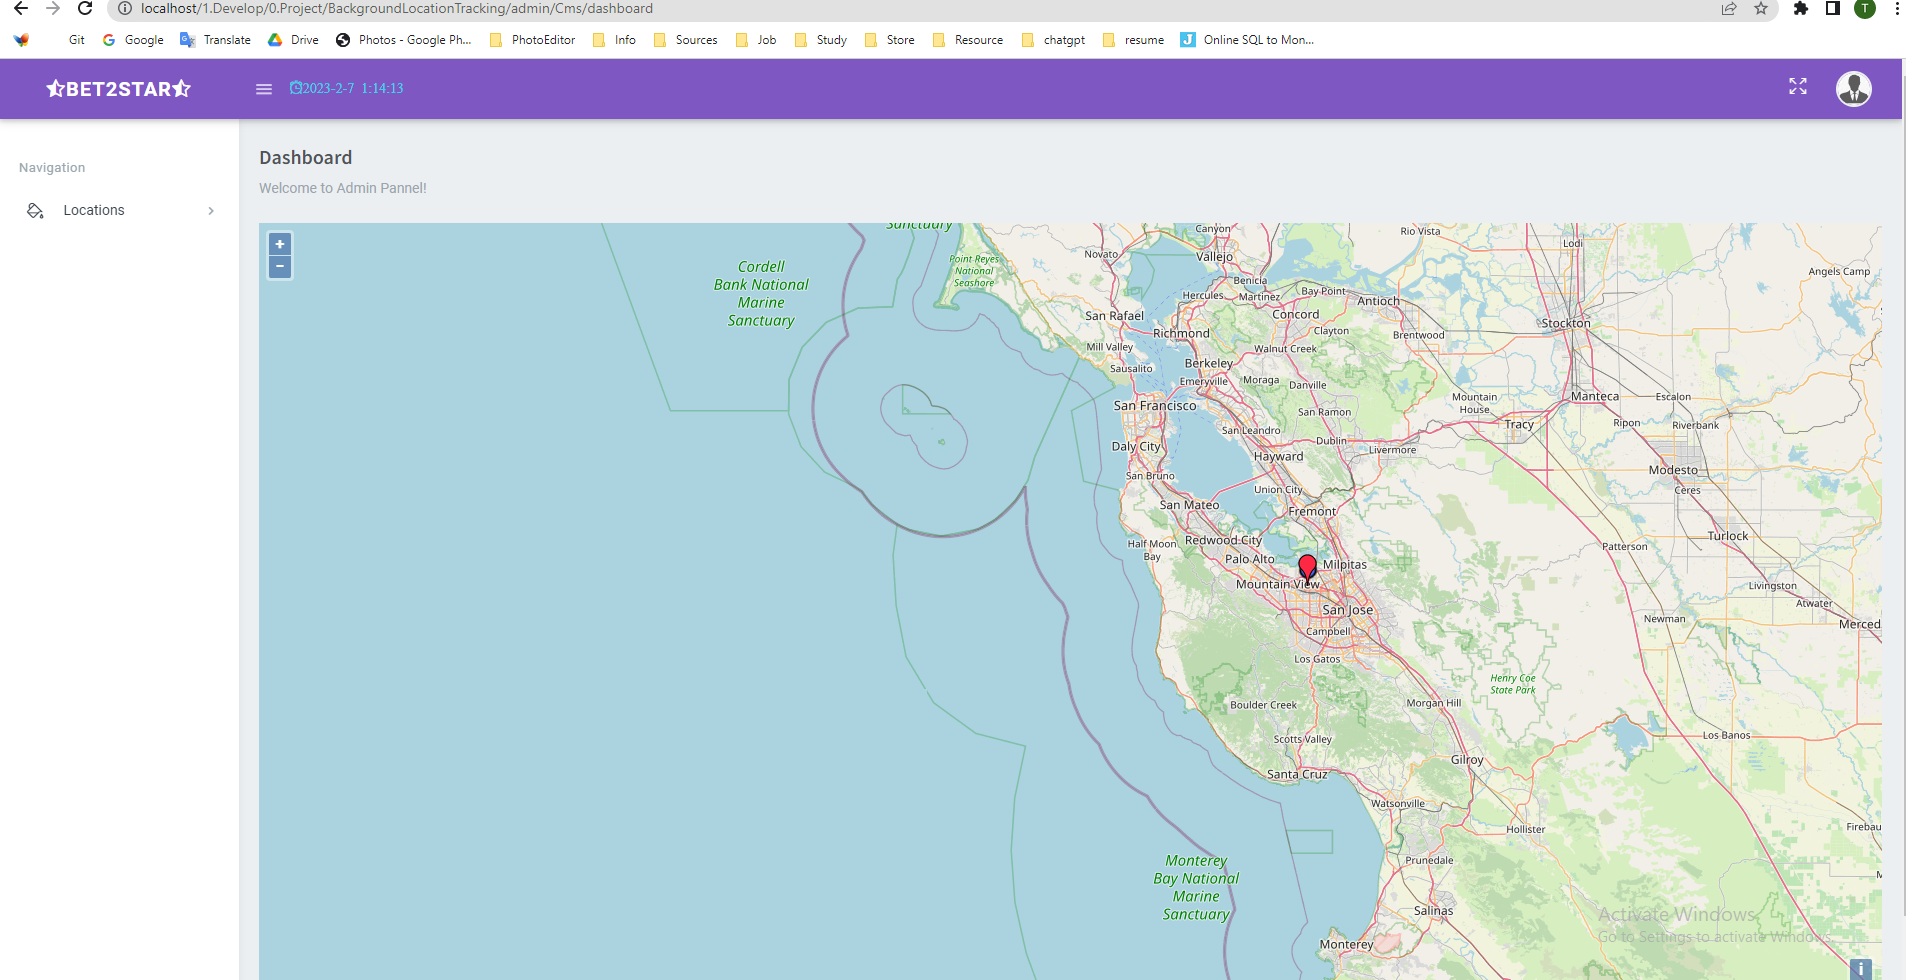 localhost/1.Develop/0.Project/BackgroundLocationTracking/admin/Cms/dashboard
T
Git Google Translate Drive Photos - Google Ph... PhotoEditor Info Sources Job Study Store Resource chatgpt resume J Online SQL to Mon...
BET2STAR 2023-2-7 1:14:13
Dashboard
Navigation
Welcome to Admin Pannel!
Locations
+
−
Sanctuary
Cordell
Bank National
Marine
Sanctuary
Point Reyes
National
Seashore
Canyon
Rio Vista
Lodi
Novato
Vallejo
Angels Camp
Benicia
Hercules
Martinez
Bay Point
Antioch
San Rafael
Concord
Stockton
Richmond
Clayton
Brentwood
Mill Valley
Walnut Creek
Sausalito
Berkeley
Emeryville
Moraga
Danville
Mountain
House
Manteca
Escalon
San Francisco
San Ramon
Tracy
Ripon
Riverbank
San Leandro
Daly City
Dublin
Hayward
Livermore
Modesto
San Bruno
Union City
Ceres
San Mateo
Fremont
Turlock
Half Moon
Bay
Redwood City
Patterson
Palo Alto
Milpitas
Mountain View
Livingston
San Jose
Atwater
Newman
Merced
Campbell
Los Gatos
Henry Coe
State Park
Boulder Creek
Morgan Hill
Scotts Valley
Los Banos
Gilroy
Santa Cruz
Watsonville
Hollister
Firebau
Prunedale
Monterey
Bay National
Marine
Sanctuary
Salinas
Monterey
Activate Windows
Go to Settings to activate Windows.
i